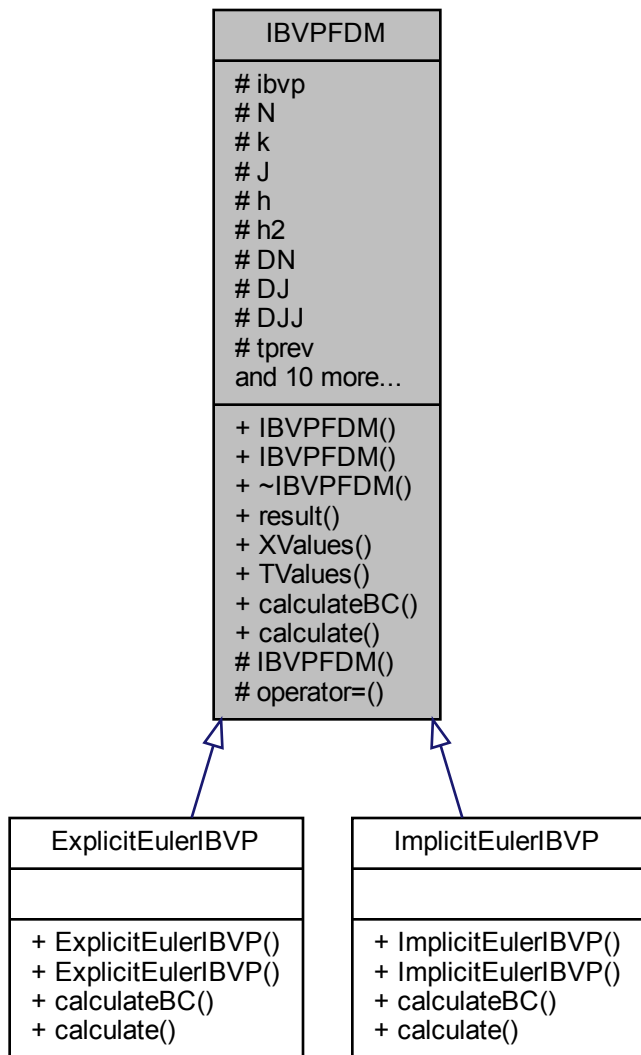 IBVPFDM
# ibvp
# N
# k
# J
# h
# h2
# DN
# DJ
# DJJ
# tprev
and 10 more...
+ IBVPFDM()
+ IBVPFDM()
+ ~IBVPFDM()
+ result()
+ XValues()
+ TValues()
+ calculateBC()
+ calculate()
# IBVPFDM()
# operator=()
ExplicitEulerIBVP
+ ExplicitEulerIBVP()
+ ExplicitEulerIBVP()
+ calculateBC()
+ calculate()
ImplicitEulerIBVP
+ ImplicitEulerIBVP()
+ ImplicitEulerIBVP()
+ calculateBC()
+ calculate()